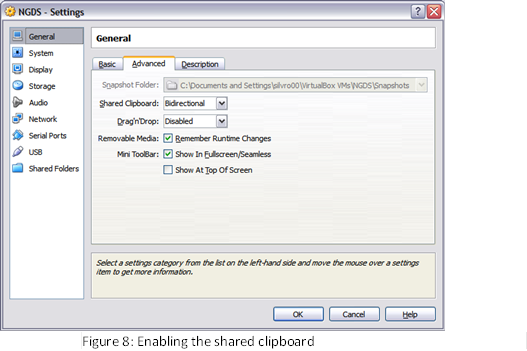 NGDS - Settings
General
System
Display
Storage
Audio
Network
Serial Ports
USB
Shared Folders
General
Basic Advanced Description
Snapshot Folder: C:\Documents and Settings\silvro00\VirtualBox VMs\NGDS\Snapshots
Shared Clipboard: Bidirectional
Drag'n'Drop: Disabled
Removable Media: Remember Runtime Changes
Mini ToolBar: Show In Fullscreen/Seamless
Show At Top Of Screen
Select a settings category from the list on the left-hand side and move the mouse over a settings
item to get more information.
OK Cancel Help
Figure 8: Enabling the shared clipboard